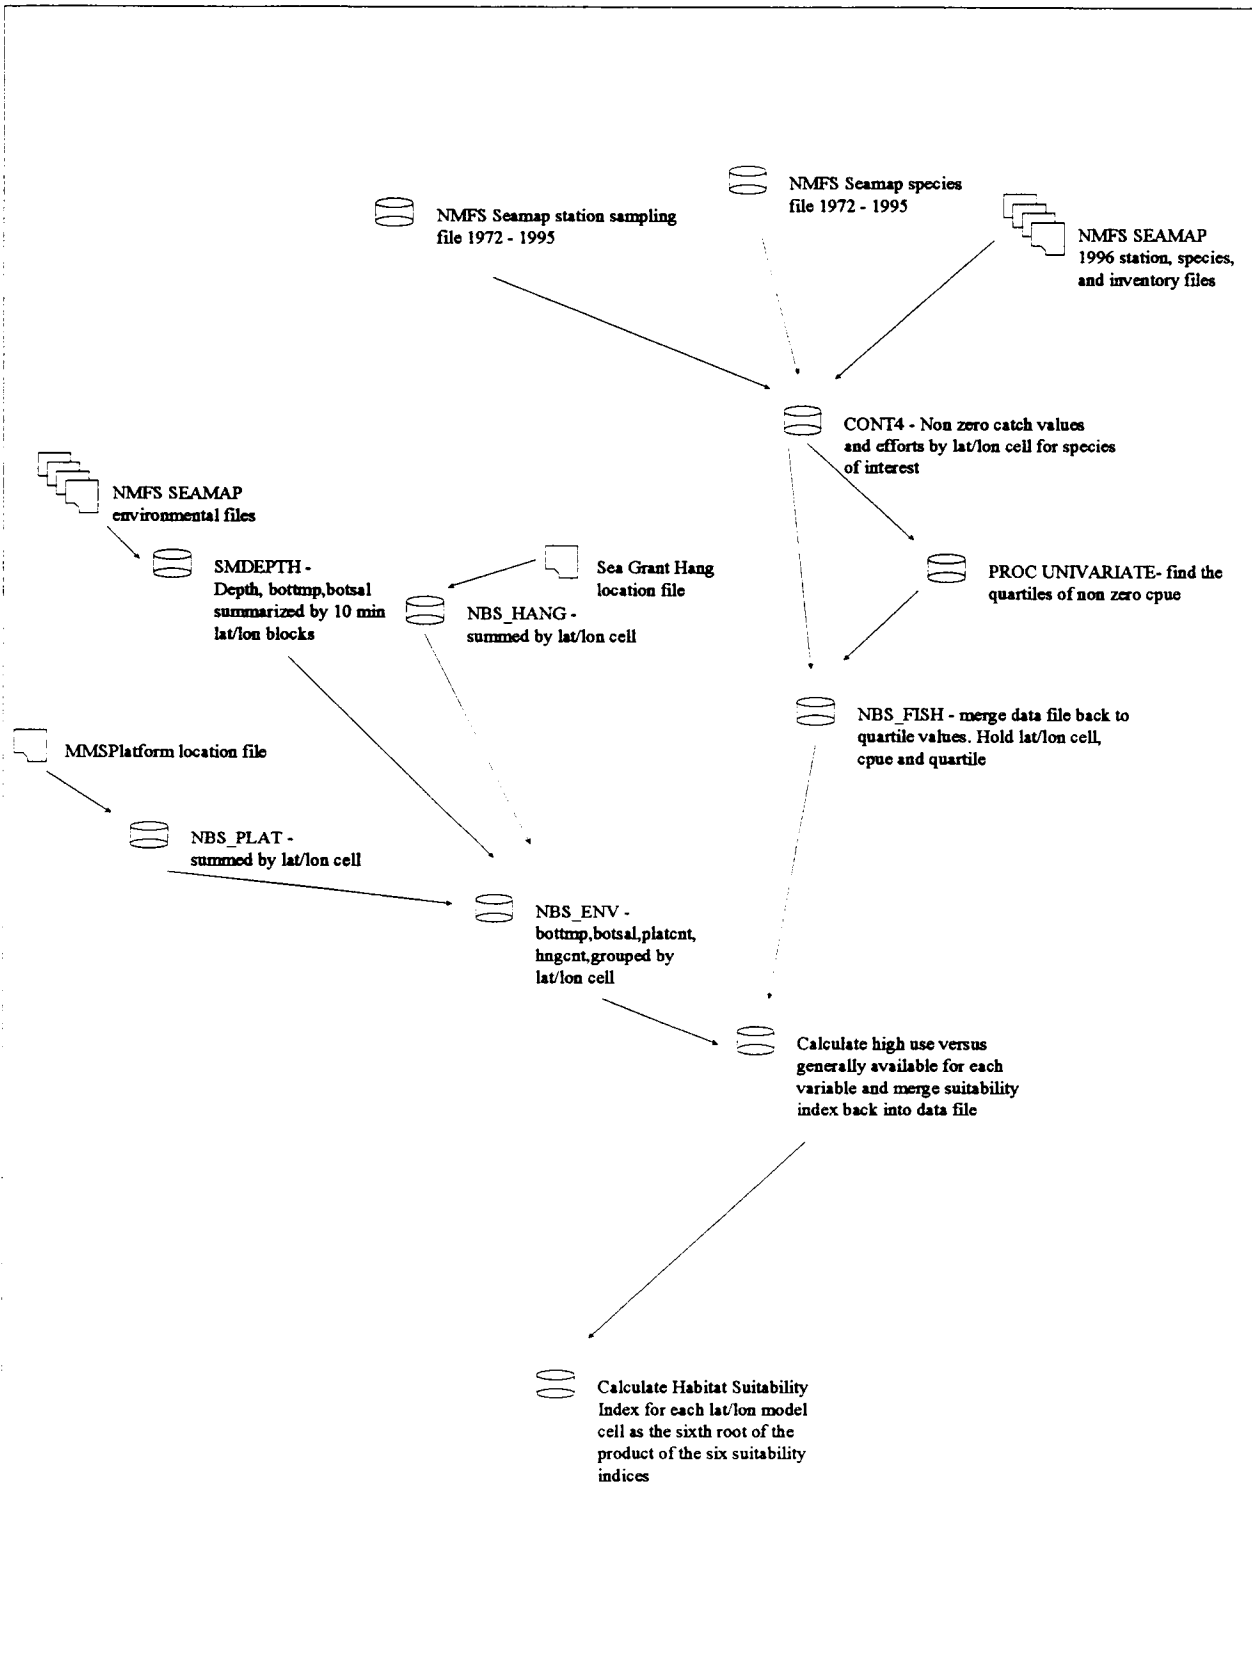 NMFS Seamap species
file 1972 - 1995
NMFS Seamap station sampling
file 1972 - 1995
NMFS SEAMAP
1996 station, species,
and inventory files
CONT4 - Non zero catch values
and efforts by lat/lon cell for species
of interest
NMFS SEAMAP
environmental files
SMDEPTH -
Depth, bottmp,botsal
summarized by 10 min
lat/lon blocks
Sea Grant Hang
location file
NBS_HANG -
summed by lat/lon cell
PROC UNIVARIATE- find the
quartiles of non zero cpue
NBS_FISH - merge data file back to
quartile values. Hold lat/lon cell,
cpue and quartile
MMSPlatform location file
NBS_PLAT -
summed by lat/lon cell
NBS_ENV -
bottmp,botsal,platcnt,
hngcnt,grouped by
lat/lon cell
Calculate high use versus
generally available for each
variable and merge suitability
index back into data file
Calculate Habitat Suitability
Index for each lat/lon model
cell as the sixth root of the
product of the six suitability
indices